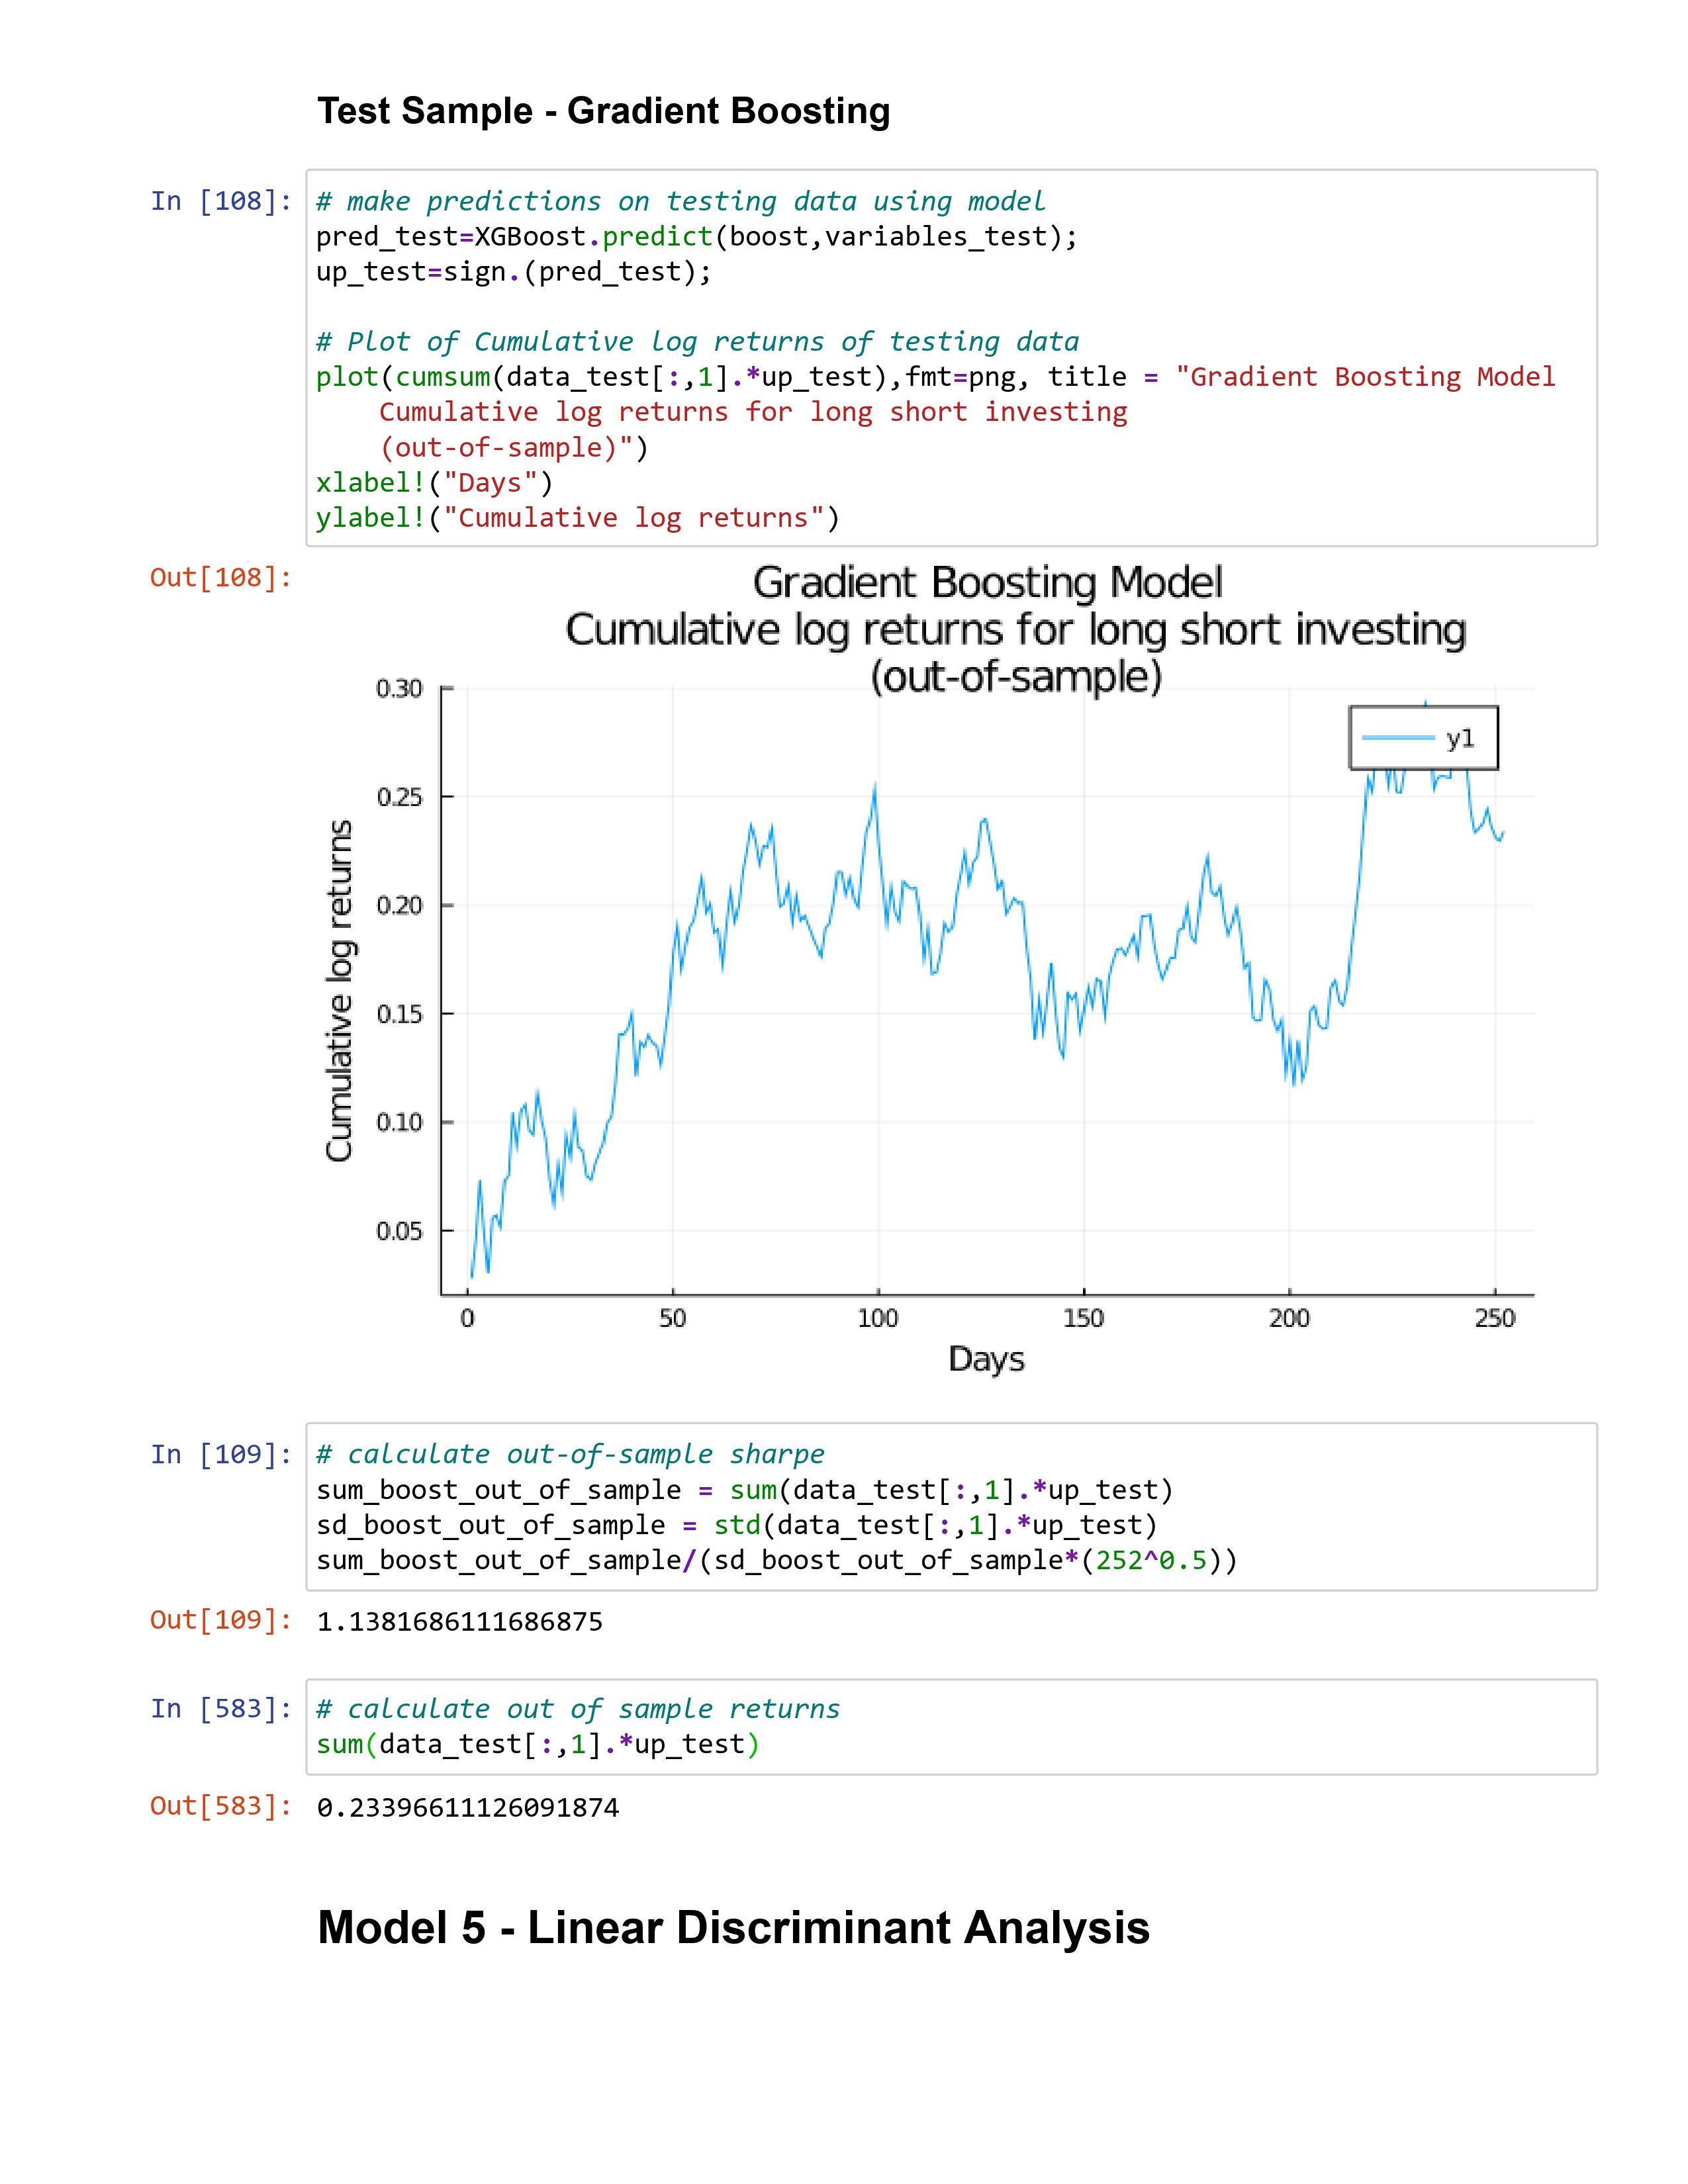 Test Sample - Gradient Boosting
In [108]:
# make predictions on testing data using model
pred_test=XGBoost.predict(boost,variables_test);
up_test=sign.(pred_test);
# Plot of Cumulative log returns of testing data
plot(cumsum(data_test[:,1].*up_test),fmt=png, title = "Gradient Boosting Model
    Cumulative log returns for long short investing
    (out-of-sample)")
xlabel!("Days")
ylabel!("Cumulative log returns")
Out[108]:
Gradient Boosting Model
Cumulative log returns for long short investing
(out-of-sample)
y1
Cumulative log returns
0.30
0.25
0.20
0.15
0.10
0.05
0 50 100 150 200 250
Days
In [109]:
# calculate out-of-sample sharpe
sum_boost_out_of_sample = sum(data_test[:,1].*up_test)
sd_boost_out_of_sample = std(data_test[:,1].*up_test)
sum_boost_out_of_sample/(sd_boost_out_of_sample*(252^0.5))
Out[109]: 1.1381686111686875
In [583]:
# calculate out of sample returns
sum(data_test[:,1].*up_test)
Out[583]: 0.23396611126091874
Model 5 - Linear Discriminant Analysis